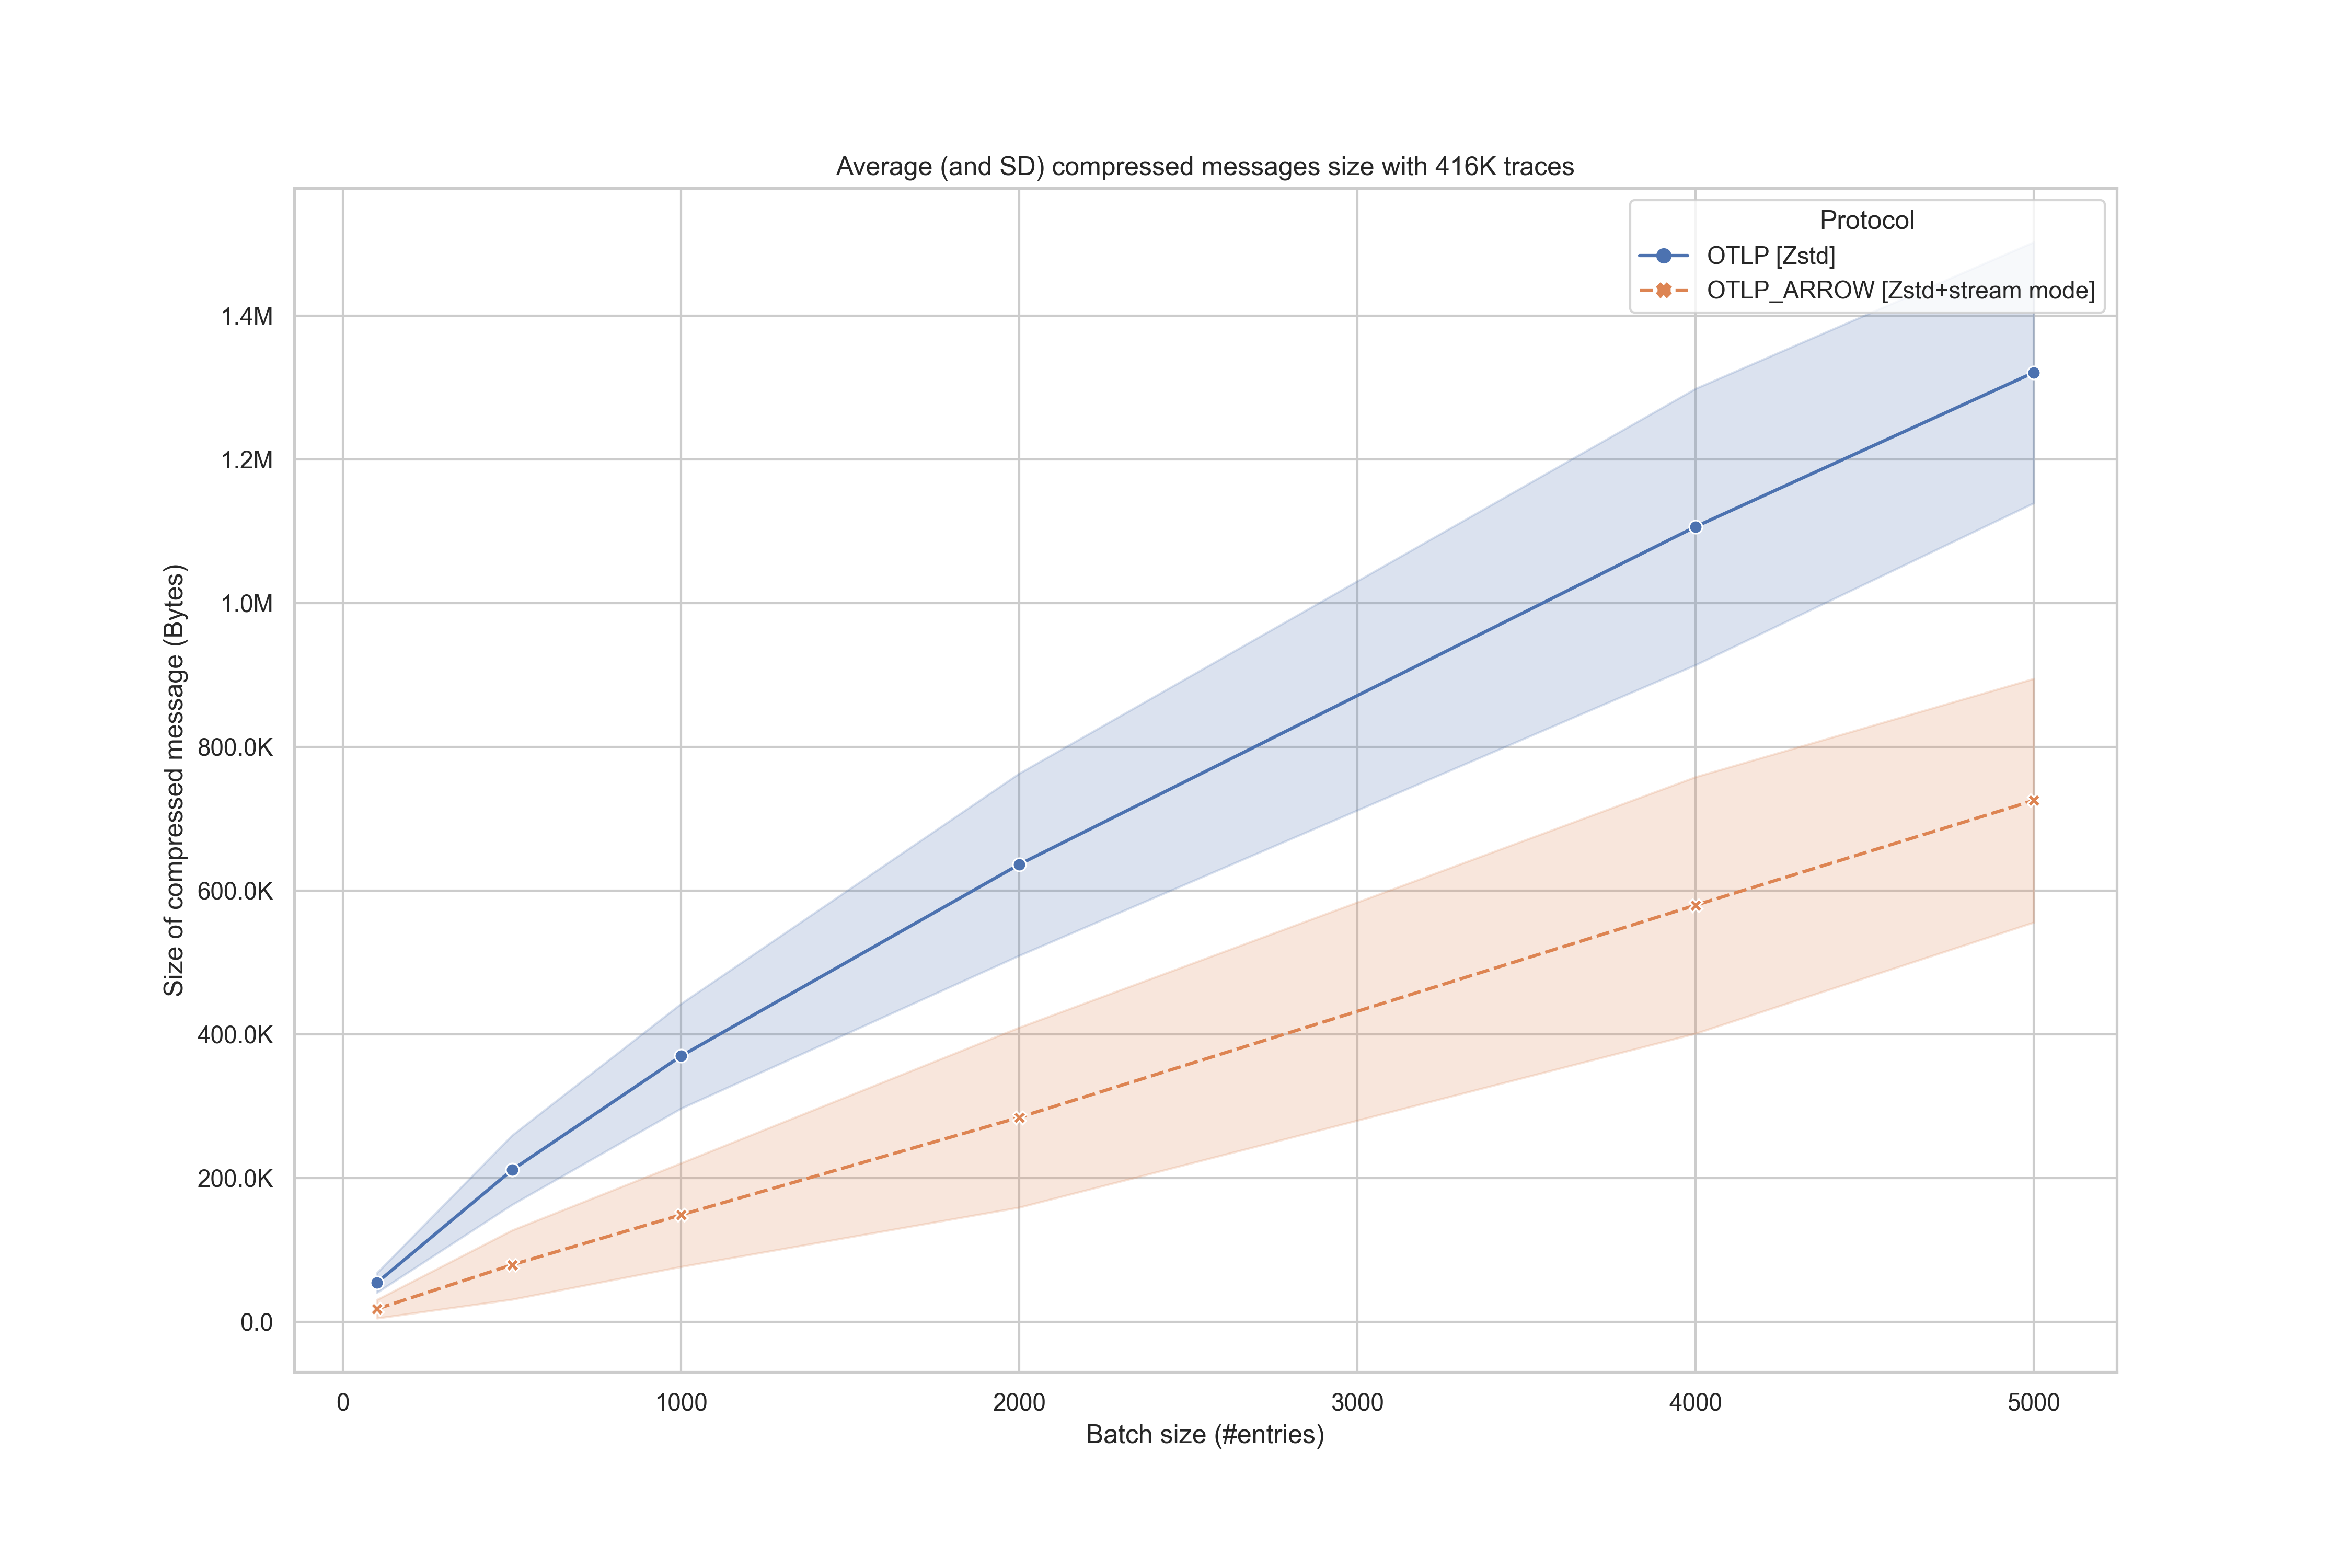 Average (and SD) compressed messages size with 416K traces
Protocol
OTLP [Zstd]
OTLP_ARROW [Zstd+stream mode]
Size of compressed message (Bytes)
1.4M
1.2M
1.0M
800.0K
600.0K
400.0K
200.0K
0.0
0 1000 2000 3000 4000 5000
Batch size (#entries)